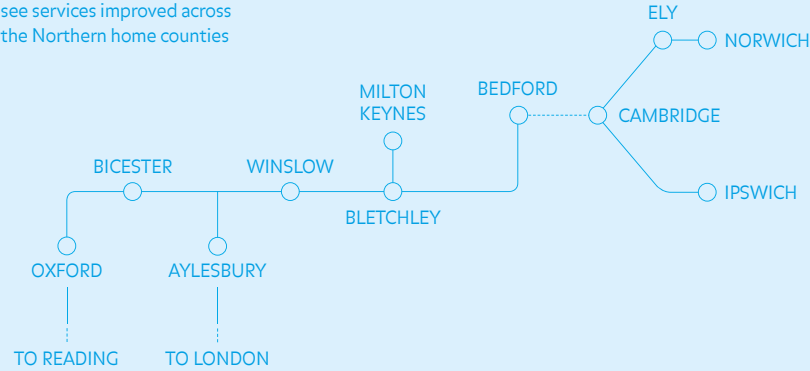 see services improved across
the Northern home counties
ELY
NORWICH
MILTON
KEYNES
BEDFORD
CAMBRIDGE
BICESTER
WINSLOW
IPSWICH
BLETCHLEY
OXFORD
AYLESBURY
TO READING
TO LONDON